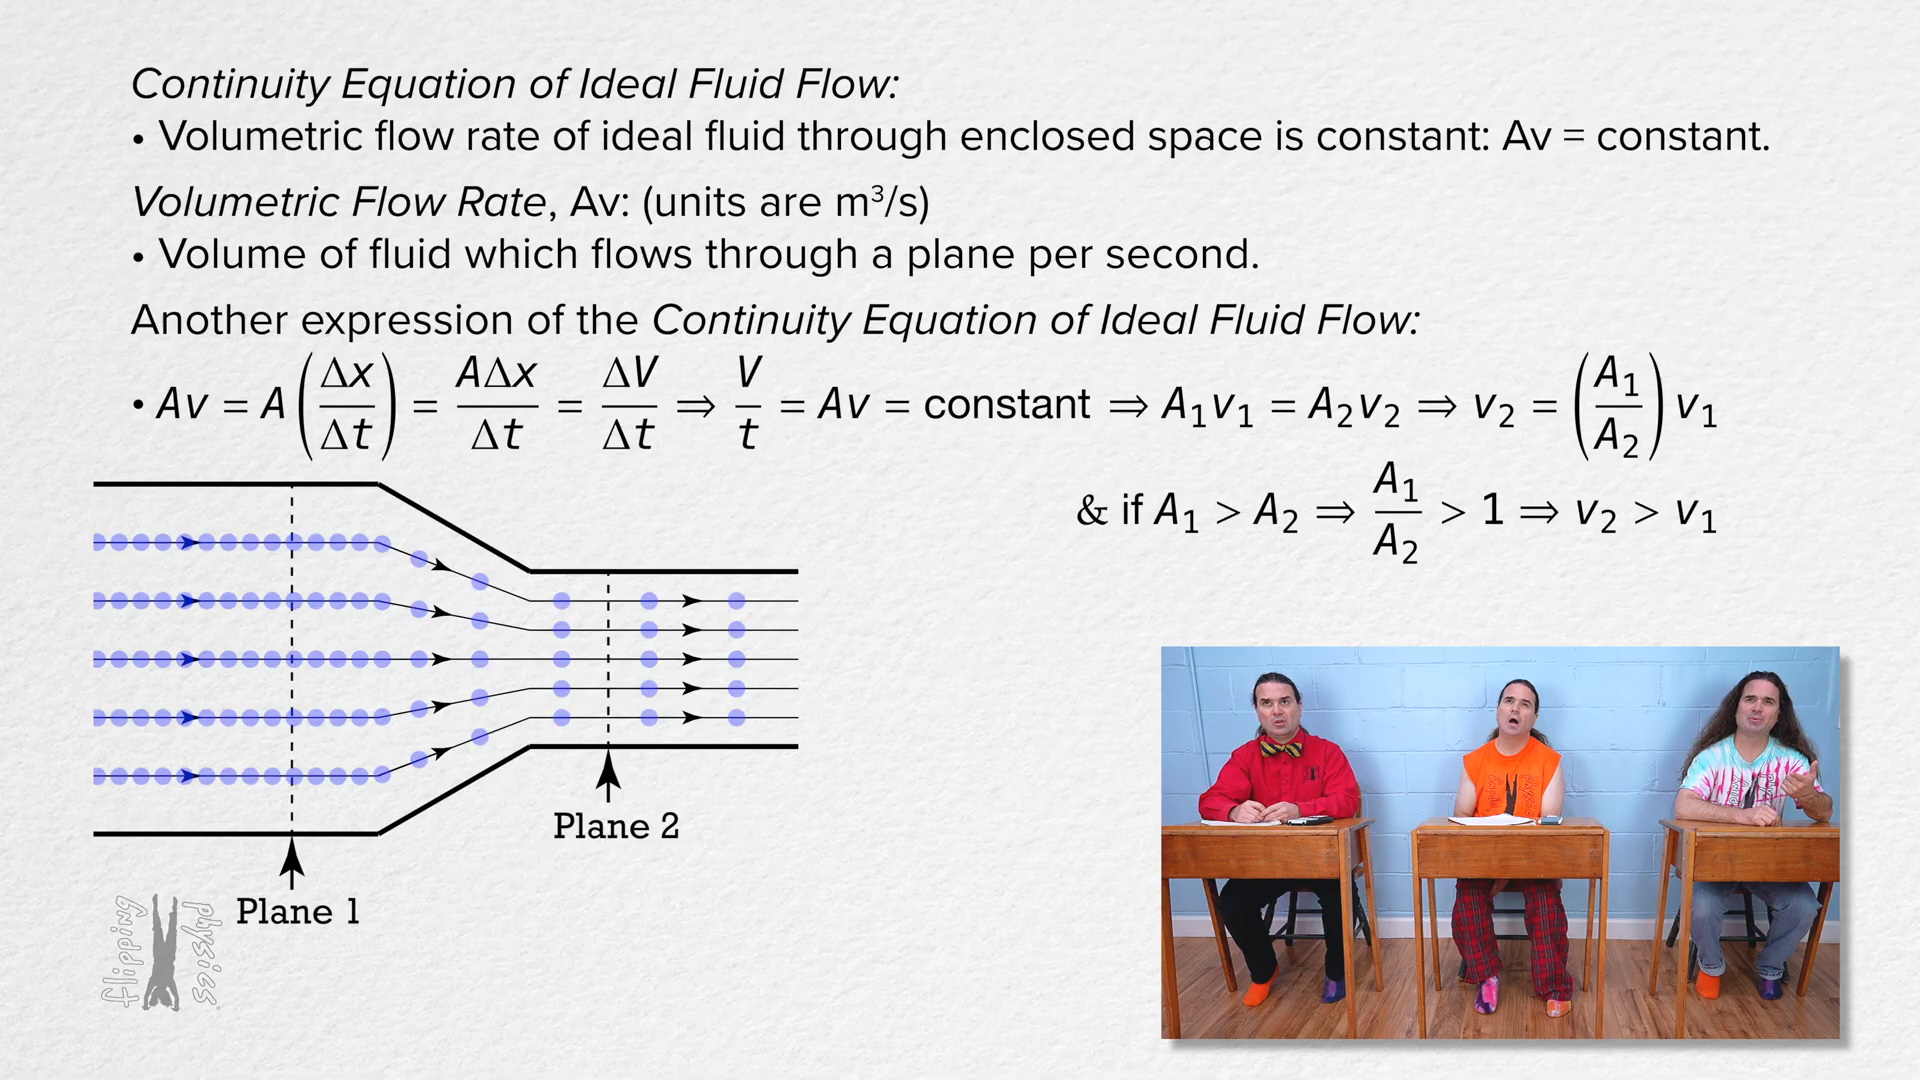 Continuity Equation of Ideal Fluid Flow:
• Volumetric flow rate of ideal fluid through enclosed space is constant: Av = constant.
Volumetric Flow Rate, Av: (units are m³/s)
• Volume of fluid which flows through a plane per second.
Another expression of the Continuity Equation of Ideal Fluid Flow:
• Av = A(Δx/Δt) = AΔx/Δt = ΔV/Δt ⇒ V/t = Av = constant ⇒ A₁v₁ = A₂v₂ ⇒ v₂ = (A₁/A₂)v₁
& if A₁ > A₂ ⇒ A₁/A₂ > 1 ⇒ v₂ > v₁
Plane 2
Plane 1
flipping physics